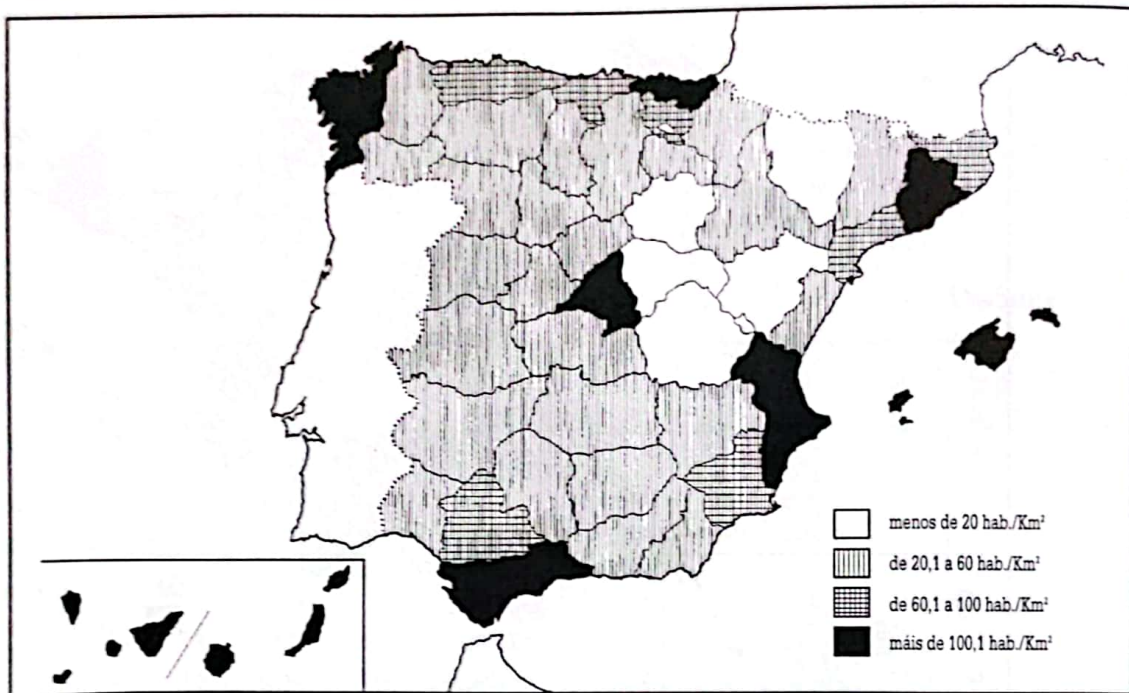 menos de 20 hab./Km²
de 20,1 a 60 hab./Km²
de 60,1 a 100 hab./Km²
máis de 100,1 hab./Km²